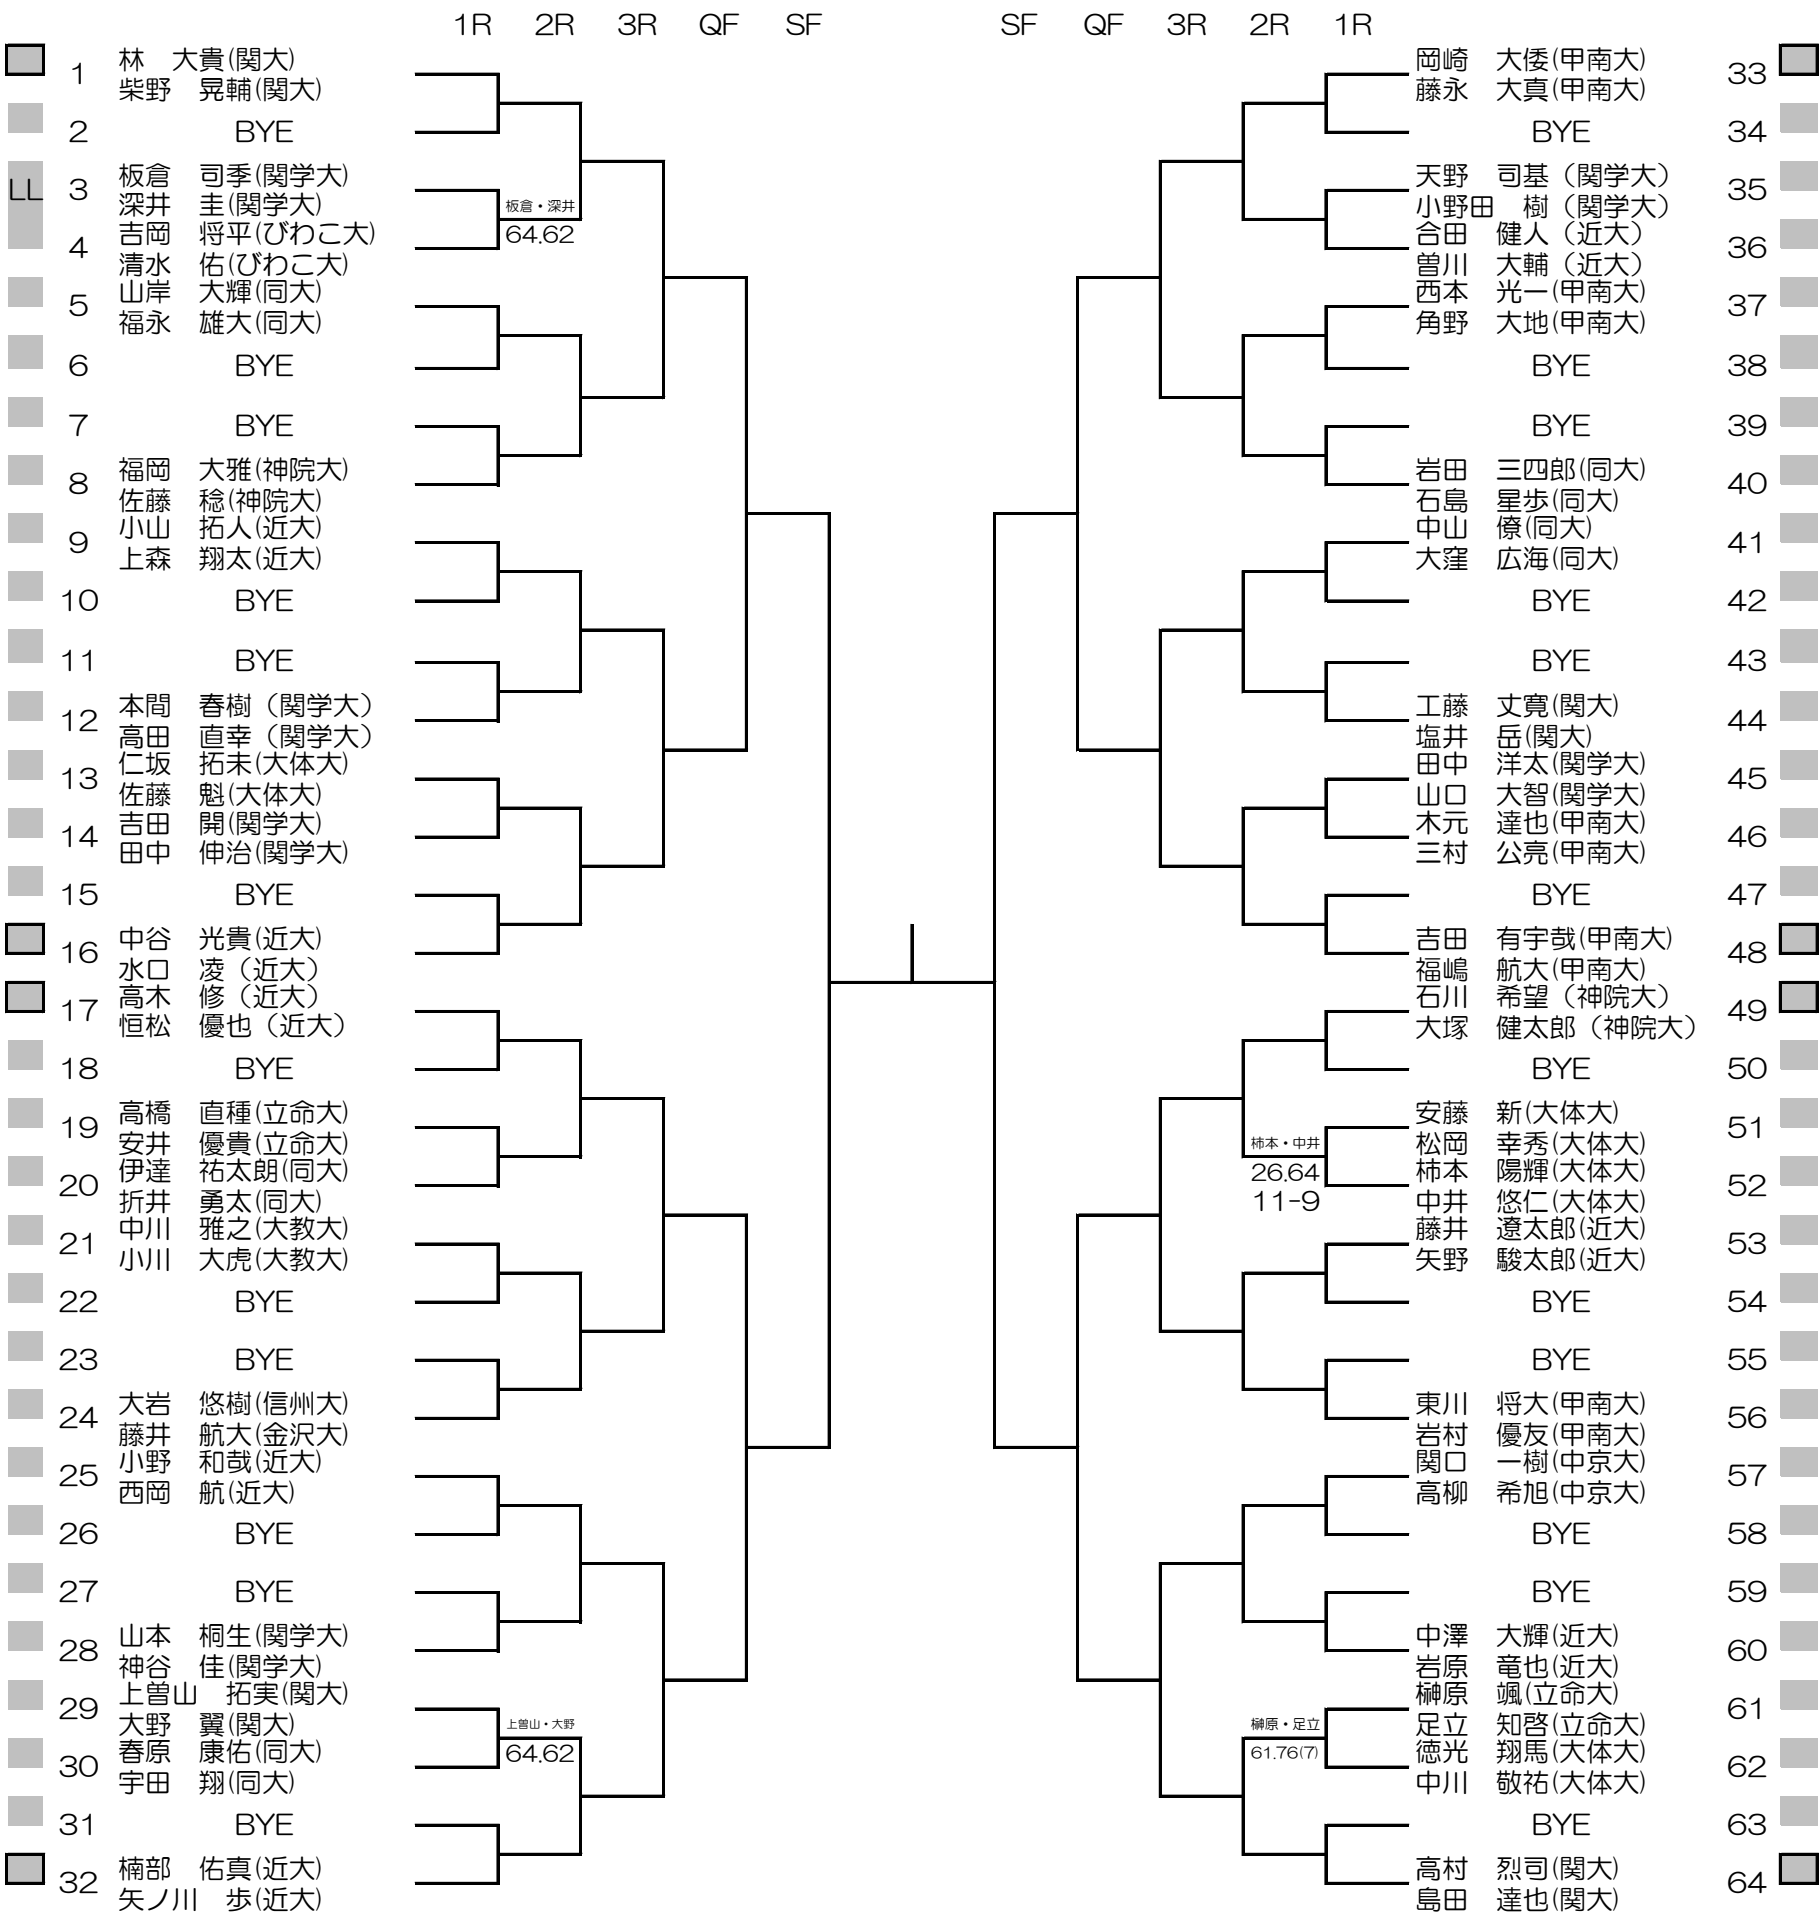 1R 2R 3R QF SF SF QF 3R 2R 1R
1 林 大貴(関大)
柴野 晃輔(関大)
2 BYE
LL 3 板倉 司季(関学大)
深井 圭(関学大)
板倉・深井
64.62
4 吉岡 将平(びわこ大)
清水 佑(びわこ大)
5 山岸 大輝(同大)
福永 雄大(同大)
6 BYE
7 BYE
8 福岡 大雅(神院大)
佐藤 稔(神院大)
9 小山 拓人(近大)
上森 翔太(近大)
10 BYE
11 BYE
12 本間 春樹（関学大）
高田 直幸（関学大）
13 仁坂 拓未(大体大)
佐藤 魁(大体大)
14 吉田 開(関学大)
田中 伸治(関学大)
15 BYE
16 中谷 光貴(近大)
水口 凌（近大）
17 高木 修（近大）
恒松 優也（近大）
18 BYE
19 高橋 直種(立命大)
安井 優貴(立命大)
20 伊達 祐太朗(同大)
折井 勇太(同大)
21 中川 雅之(大教大)
小川 大虎(大教大)
22 BYE
23 BYE
24 大岩 悠樹(信州大)
藤井 航大(金沢大)
25 小野 和哉(近大)
西岡 航(近大)
26 BYE
27 BYE
28 山本 桐生(関学大)
神谷 佳(関学大)
29 上曽山 拓実(関大)
大野 翼(関大)
上曽山・大野
64.62
30 春原 康佑(同大)
宇田 翔(同大)
31 BYE
32 楠部 佑真(近大)
矢ノ川 歩(近大)
岡崎 大倭(甲南大) 33
藤永 大真(甲南大)
BYE 34
天野 司基（関学大） 35
小野田 樹（関学大）
合田 健人（近大） 36
曽川 大輔（近大）
西本 光一(甲南大) 37
角野 大地(甲南大)
BYE 38
BYE 39
岩田 三四郎(同大) 40
石島 星歩(同大)
中山 僚(同大) 41
大窪 広海(同大)
BYE 42
BYE 43
工藤 丈寛(関大) 44
塩井 岳(関大)
田中 洋太(関学大) 45
山口 大智(関学大)
木元 達也(甲南大) 46
三村 公亮(甲南大)
BYE 47
吉田 有宇哉(甲南大) 48
福嶋 航大(甲南大)
石川 希望（神院大） 49
大塚 健太郎（神院大）
BYE 50
安藤 新(大体大) 51
松岡 幸秀(大体大)
柿本・中井
26.64
11-9
柿本 陽輝(大体大) 52
中井 悠仁(大体大)
藤井 遼太郎(近大) 53
矢野 駿太郎(近大)
BYE 54
BYE 55
東川 将大(甲南大) 56
岩村 優友(甲南大)
関口 一樹(中京大) 57
高柳 希旭(中京大)
BYE 58
BYE 59
中澤 大輝(近大) 60
岩原 竜也(近大)
榊原 颯(立命大) 61
足立 知啓(立命大)
榊原・足立
61.76(7)
徳光 翔馬(大体大) 62
中川 敬祐(大体大)
BYE 63
高村 烈司(関大) 64
島田 達也(関大)